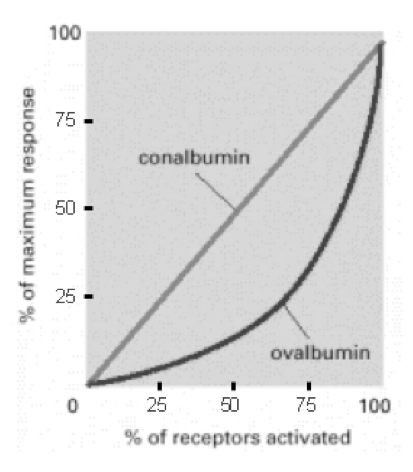 100
75
50
25
% of maximum response
conalbumin
ovalbumin
0 25 50 75 100
% of receptors activated